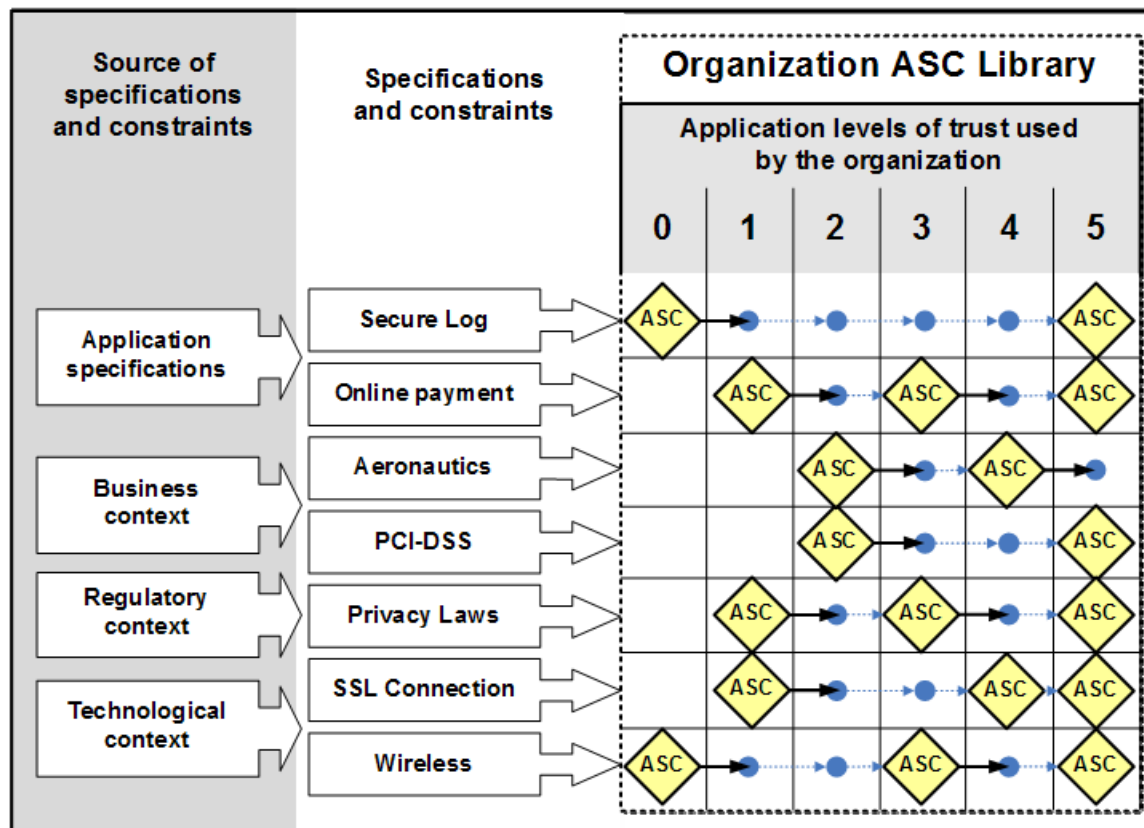 Source of
specifications
and constraints
Specifications
and constraints
Organization ASC Library
Application levels of trust used
by the organization
0 1 2 3 4 5
Application
specifications
Business
context
Regulatory
context
Technological
context
Secure Log
ASC ASC
Online payment
ASC ASC ASC
Aeronautics
ASC ASC
PCI-DSS
ASC ASC
Privacy Laws
ASC ASC ASC
SSL Connection
ASC ASC ASC
Wireless
ASC ASC ASC